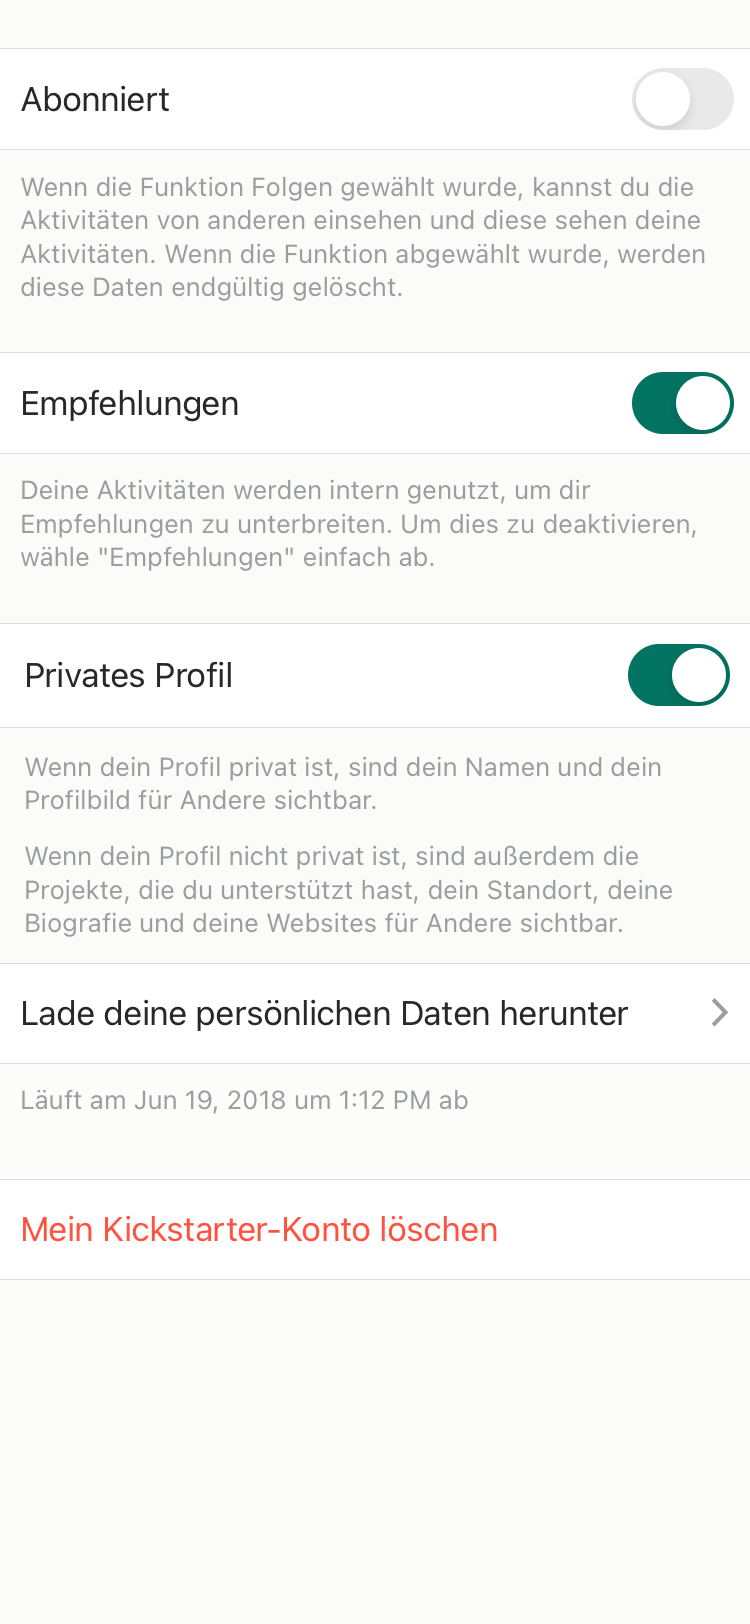 Abonniert
Wenn die Funktion Folgen gewählt wurde, kannst du die
Aktivitäten von anderen einsehen und diese sehen deine
Aktivitäten. Wenn die Funktion abgewählt wurde, werden
diese Daten endgültig gelöscht.
Empfehlungen
Deine Aktivitäten werden intern genutzt, um dir
Empfehlungen zu unterbreiten. Um dies zu deaktivieren,
wähle "Empfehlungen" einfach ab.
Privates Profil
Wenn dein Profil privat ist, sind dein Namen und dein
Profilbild für Andere sichtbar.
Wenn dein Profil nicht privat ist, sind außerdem die
Projekte, die du unterstützt hast, dein Standort, deine
Biografie und deine Websites für Andere sichtbar.
Lade deine persönlichen Daten herunter
Läuft am Jun 19, 2018 um 1:12 PM ab
Mein Kickstarter-Konto löschen